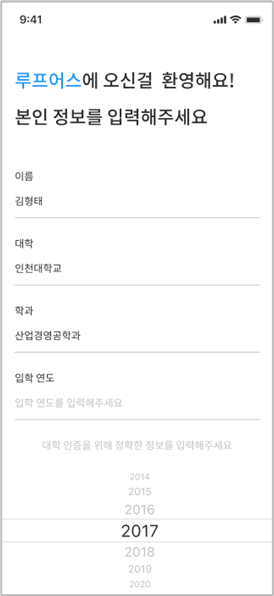 9:41
루프어스에 오신걸 환영해요!
본인 정보를 입력해주세요
이름
김형태
대학
인천대학교
학과
산업경영공학과
입학 연도
입학 연도를 입력해주세요
대학 인증을 위해 정확한 정보를 입력해주세요
2014
2015
2016
2017
2018
2019
2020